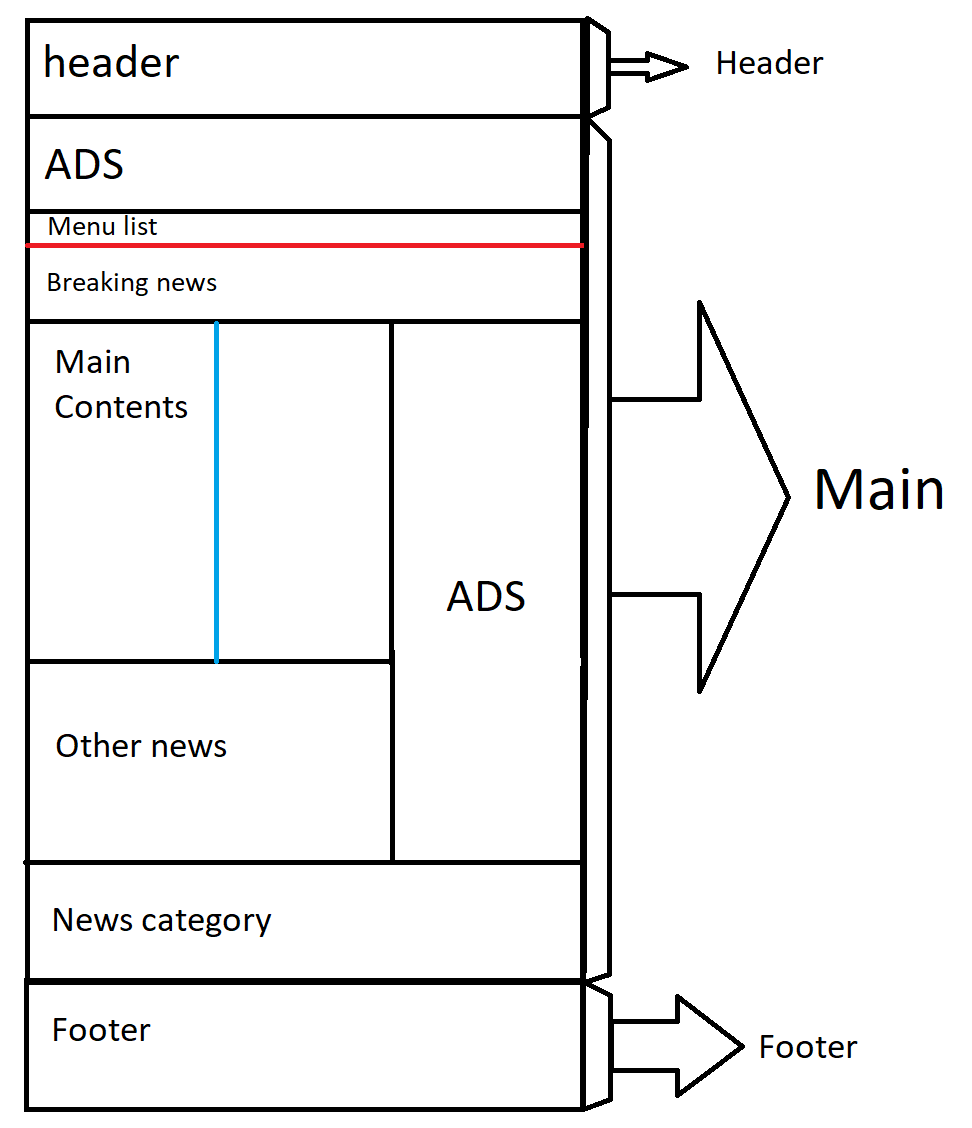 header
Header
ADS
Menu list
Breaking news
Main
Contents
Main
ADS
Other news
News category
Footer
Footer